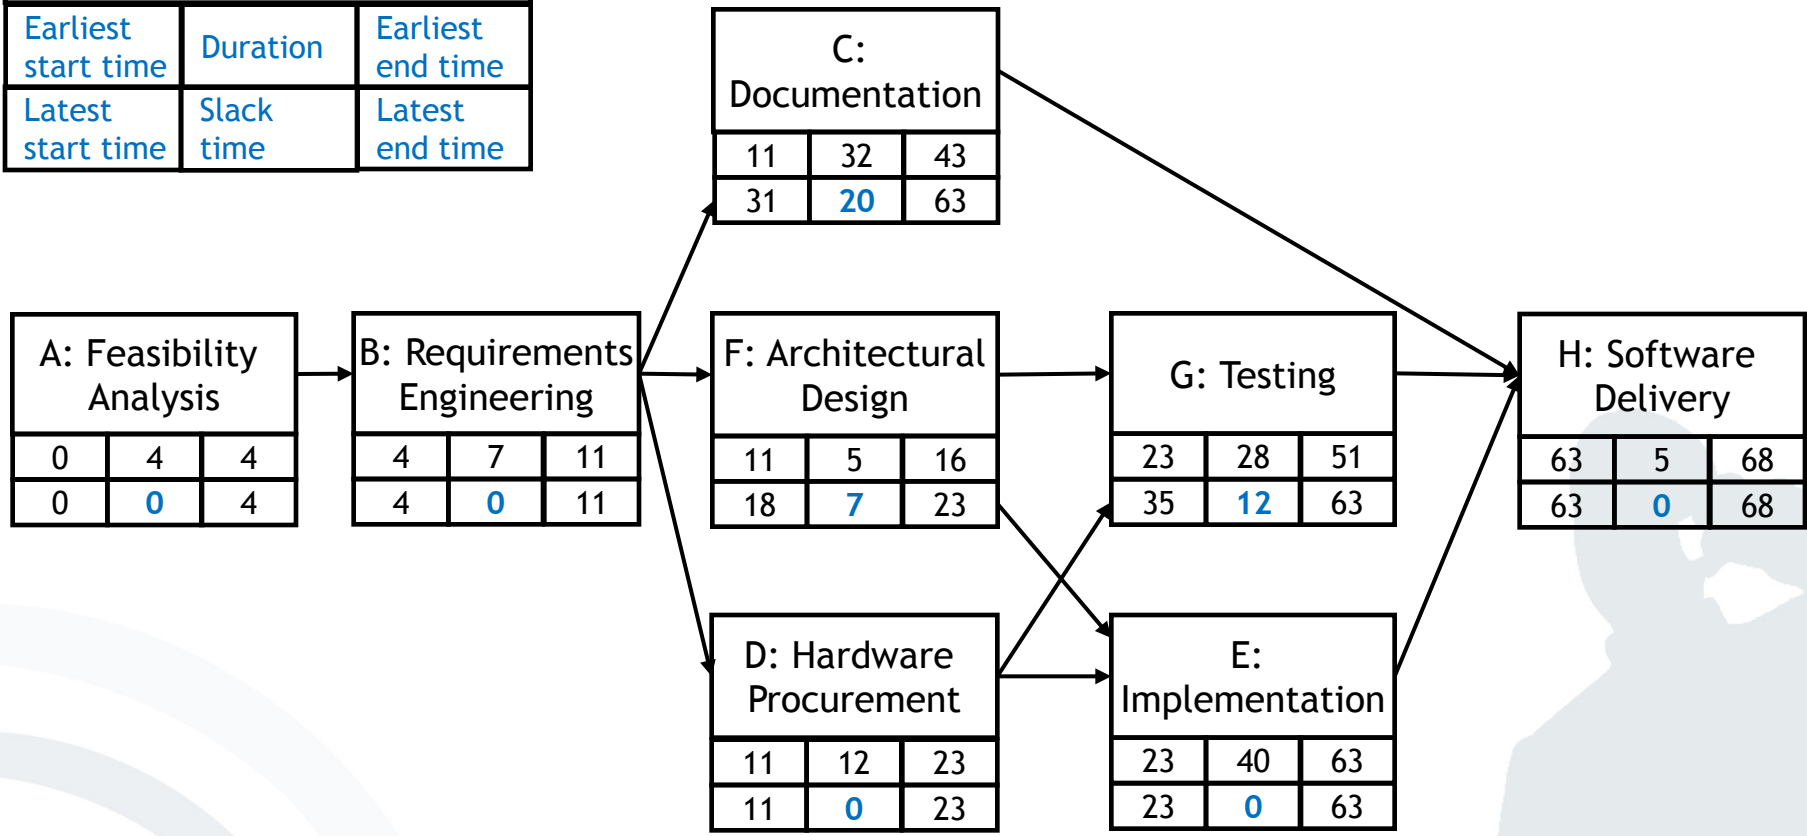 Earliest
start time
Duration
Earliest
end time
Latest
start time
Slack
time
Latest
end time
C:
Documentation
11 32 43
31 20 63
A: Feasibility
Analysis
0 4 4
0 0 4
B: Requirements
Engineering
4 7 11
4 0 11
F: Architectural
Design
11 5 16
18 7 23
G: Testing
23 28 51
35 12 63
H: Software
Delivery
63 5 68
63 0 68
D: Hardware
Procurement
11 12 23
11 0 23
E:
Implementation
23 40 63
23 0 63